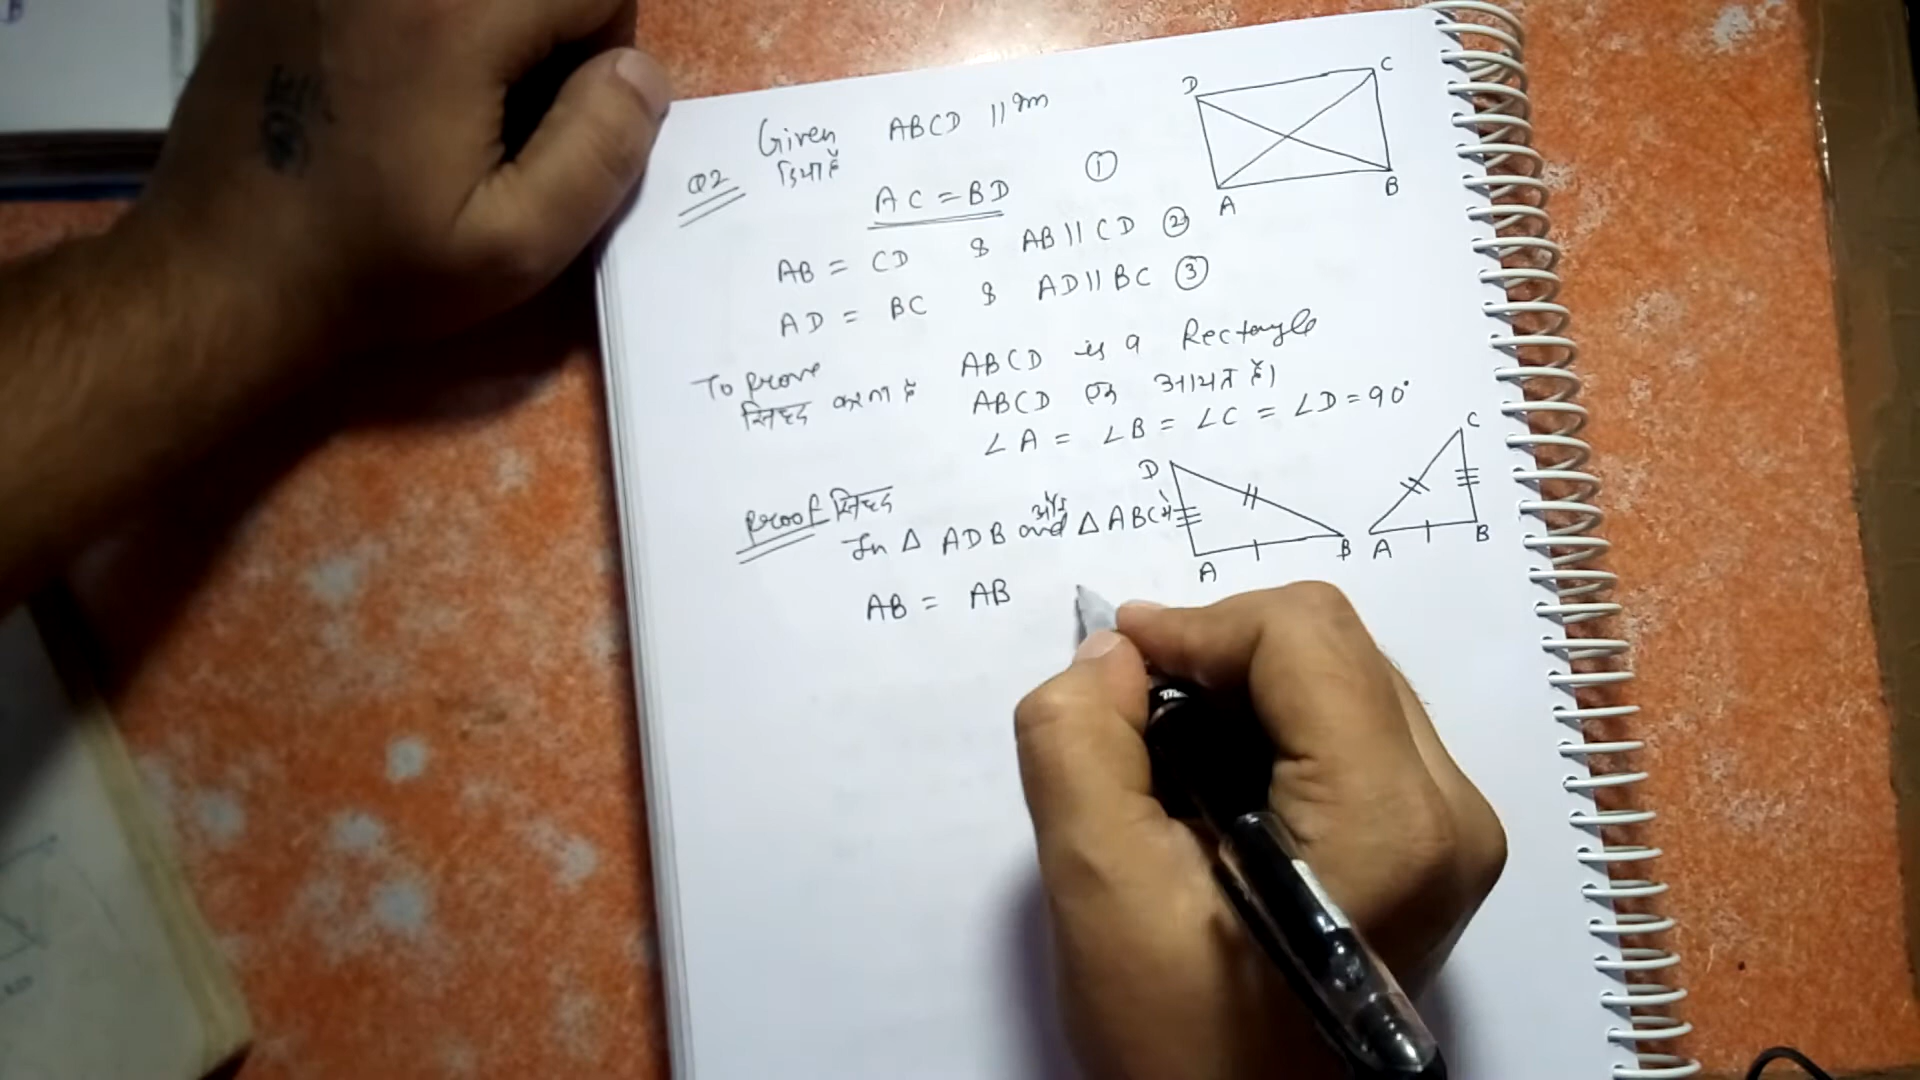 Given ABCD ||gm
Q2 दिया है
AC = BD ①
AB = CD & AB || CD ②
AD = BC & AD || BC ③
To prove ABCD is a Rectangle
सिद्ध करना है ABCD एक आयत है।
∠A = ∠B = ∠C = ∠D = 90°
Proof सिद्ध
In Δ ADB and और Δ ABC में
AB = AB
D C
A B
D
A B
C
A B